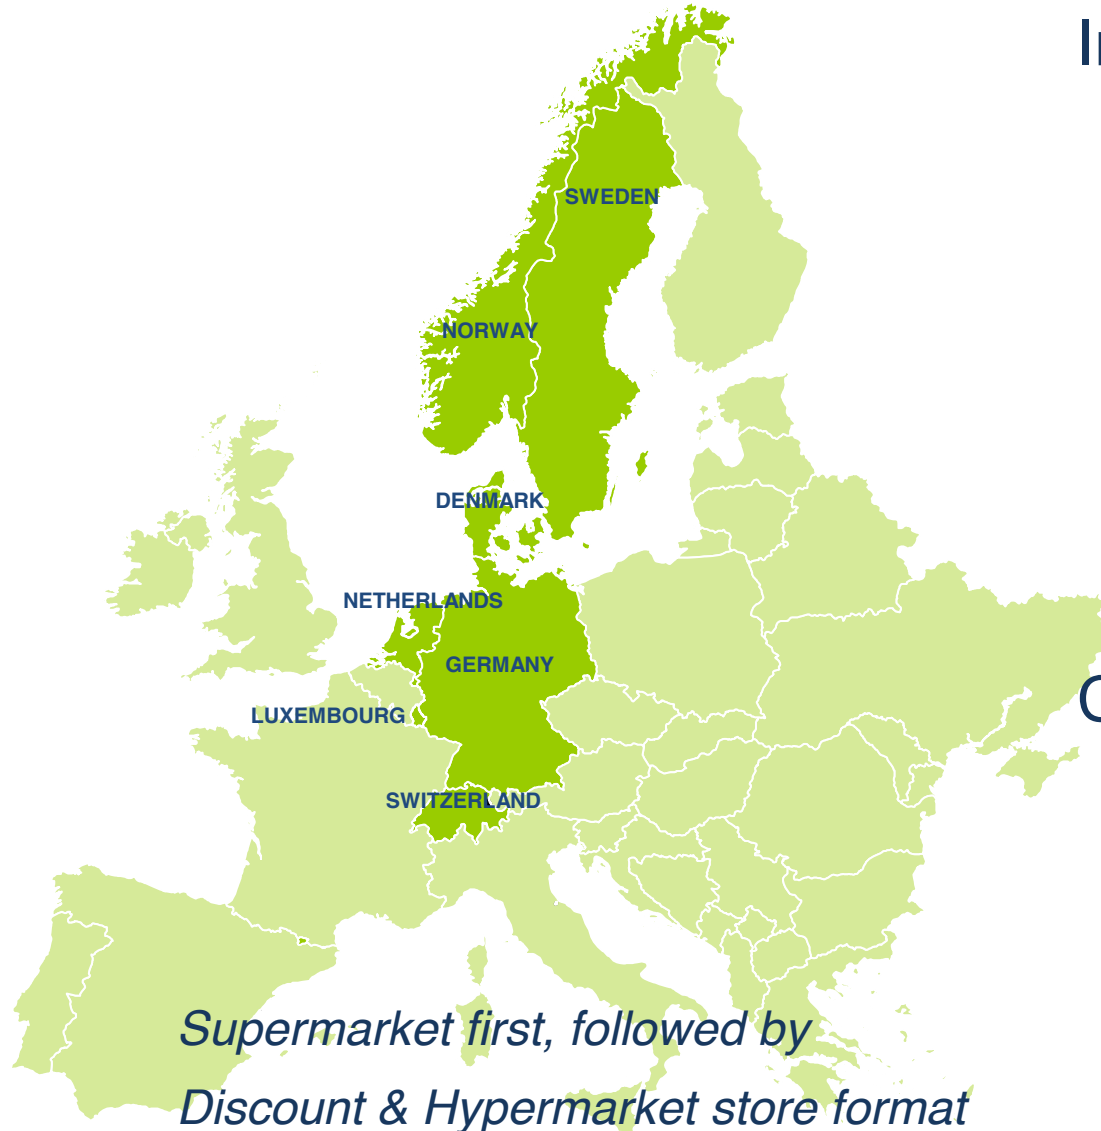 SWEDEN
NORWAY
DENMARK
NETHERLANDS
GERMANY
LUXEMBOURG
SWITZERLAND
Supermarket first, followed by
Discount & Hypermarket store format